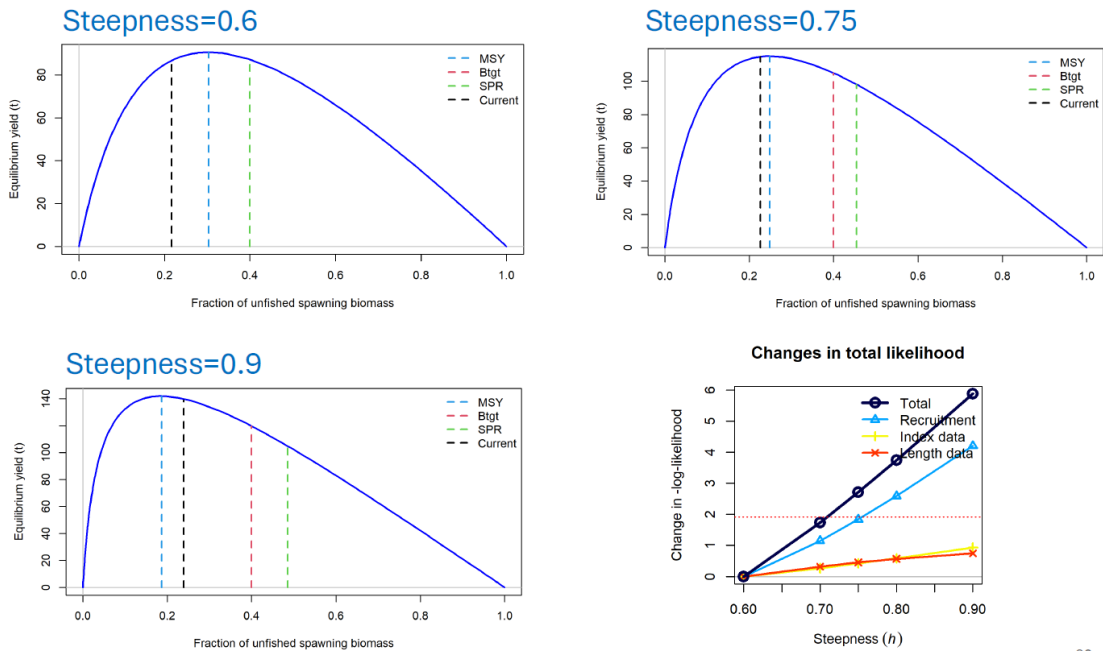 Steepness=0.6
80
60
40
20
0
Equilibrium yield (t)
MSY
Btgt
SPR
Current
0.0 0.2 0.4 0.6 0.8 1.0
Fraction of unfished spawning biomass
Steepness=0.75
100
80
60
40
20
0
Equilibrium yield (t)
MSY
Btgt
SPR
Current
0.0 0.2 0.4 0.6 0.8 1.0
Fraction of unfished spawning biomass
Steepness=0.9
140
100
80
60
40
20
0
Equilibrium yield (t)
MSY
Btgt
SPR
Current
0.0 0.2 0.4 0.6 0.8 1.0
Fraction of unfished spawning biomass
Changes in total likelihood
6
5
4
3
2
1
0
Change in -log-likelihood
Total
Recruitment
Index data
Length data
0.60 0.70 0.80 0.90
Steepness (h)